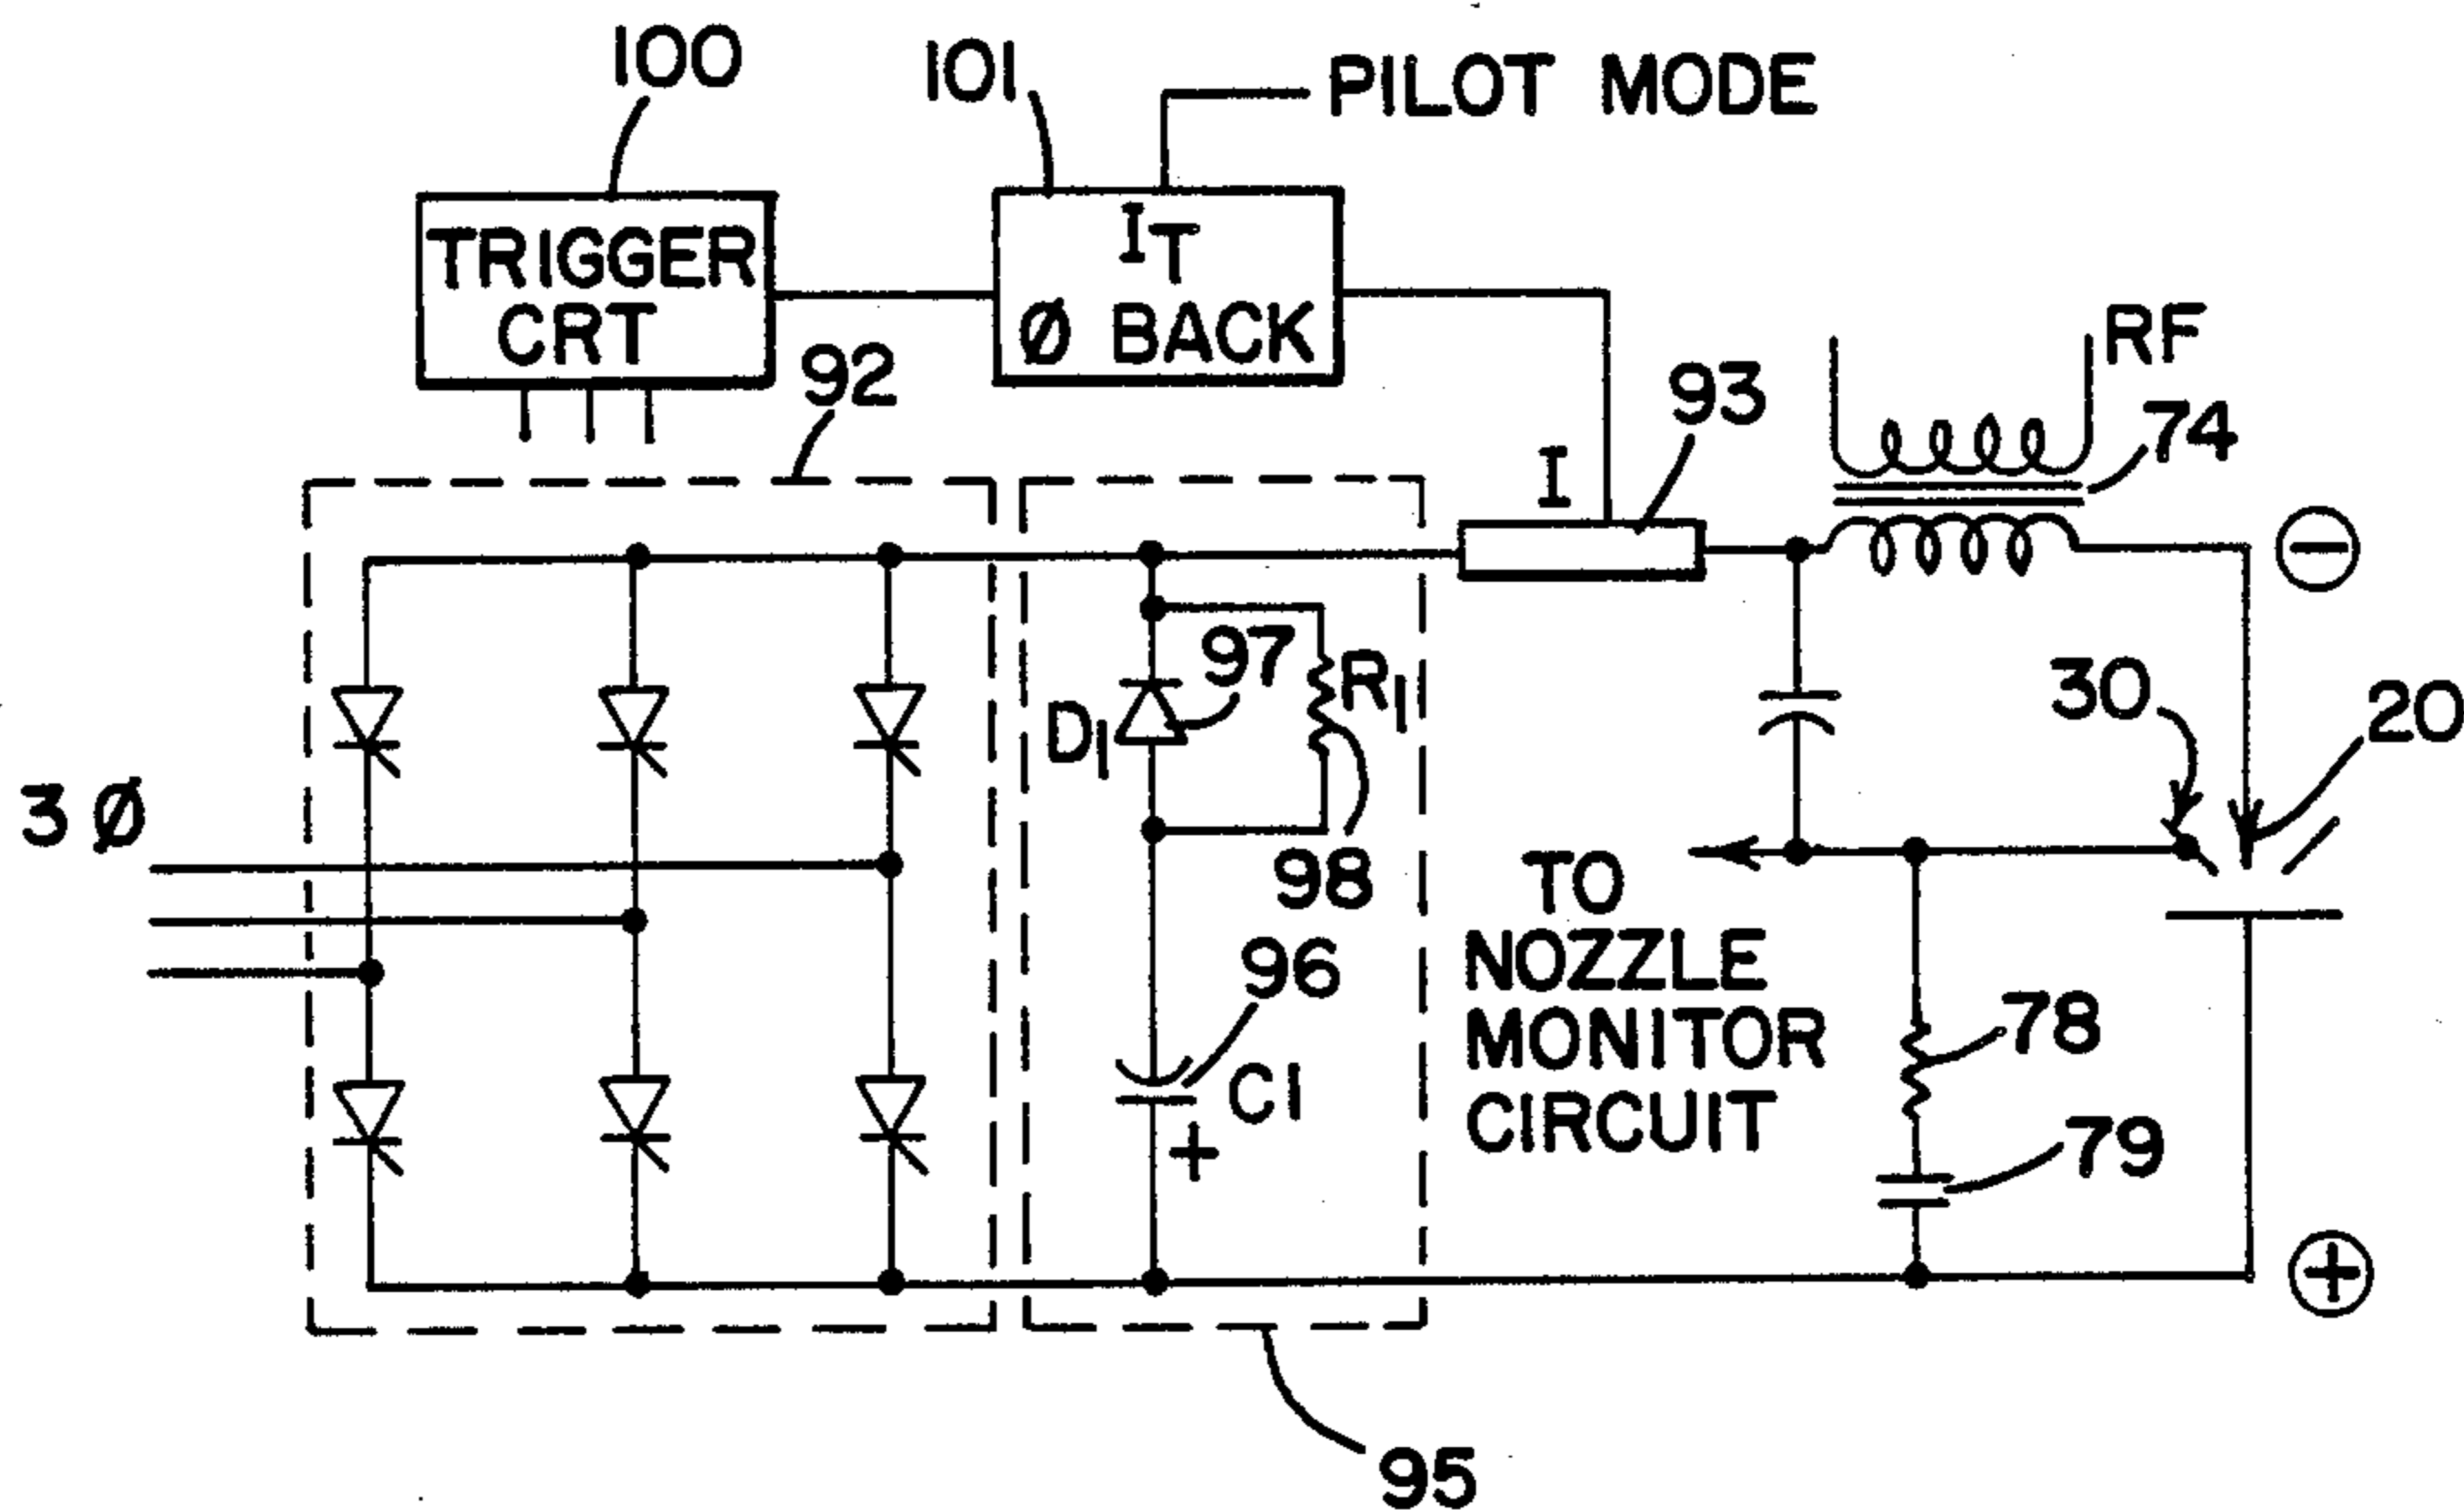 100
101
PILOT MODE
TRIGGER
CRT
IT
Ø BACK
92
93
I
RF
74
−
97
R1
D1
30
20
3 Ø
98
TO
NOZZLE
MONITOR
CIRCUIT
96
C1
+
78
79
+
95